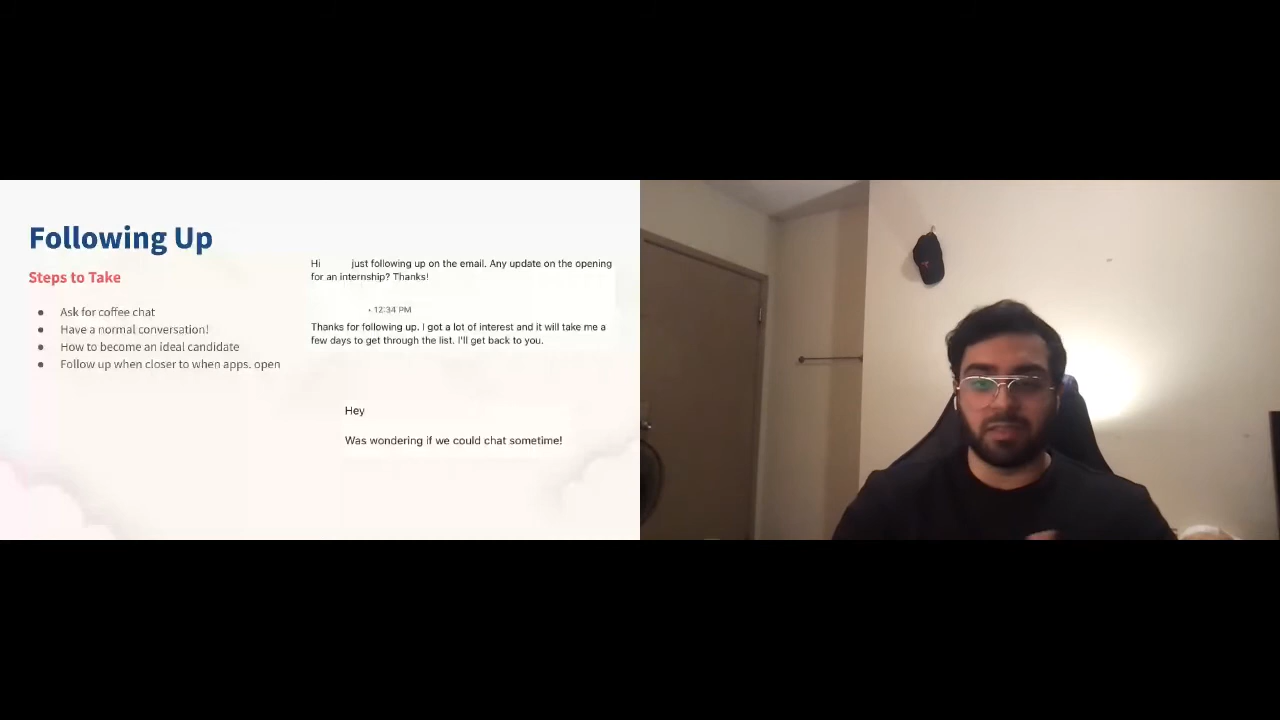 Following Up
Steps to Take
● Ask for coffee chat
● Have a normal conversation!
● How to become an ideal candidate
● Follow up when closer to when apps. open
Hi just following up on the email. Any update on the opening
for an internship? Thanks!
• 12:34 PM
Thanks for following up. I got a lot of interest and it will take me a
few days to get through the list. I'll get back to you.
Hey
Was wondering if we could chat sometime!